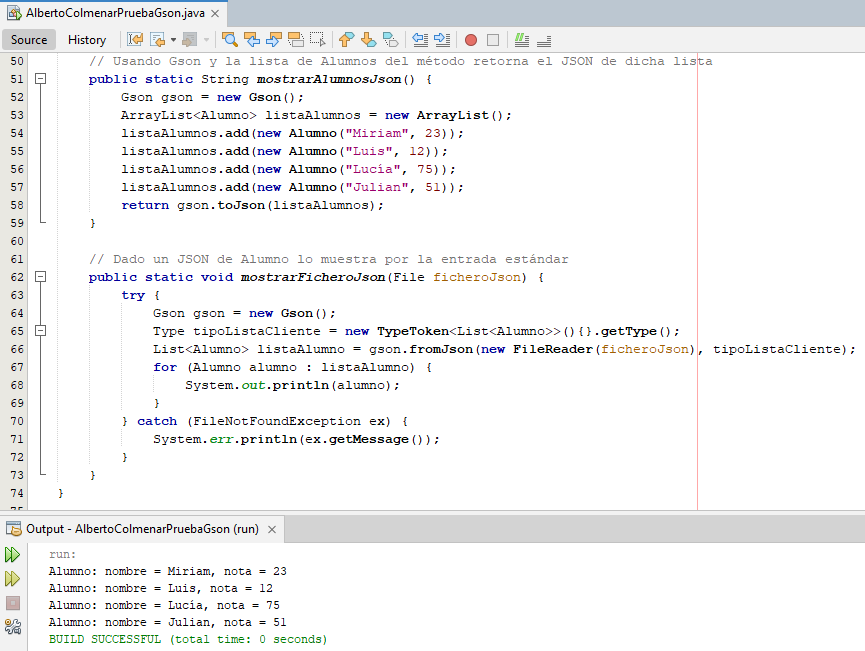 AlbertoColmenarPruebaGson.java
Source History
50 // Usando Gson y la lista de Alumnos del método retorna el JSON de dicha lista
51 public static String mostrarAlumnosJson() {
52 Gson gson = new Gson();
53 ArrayList<Alumno> listaAlumnos = new ArrayList();
54 listaAlumnos.add(new Alumno("Miriam", 23));
55 listaAlumnos.add(new Alumno("Luis", 12));
56 listaAlumnos.add(new Alumno("Lucía", 75));
57 listaAlumnos.add(new Alumno("Julian", 51));
58 return gson.toJson(listaAlumnos);
59 }
60
61 // Dado un JSON de Alumno lo muestra por la entrada estándar
62 public static void mostrarFicheroJson(File ficheroJson) {
63 try {
64 Gson gson = new Gson();
65 Type tipoListaCliente = new TypeToken<List<Alumno>>(){}.getType();
66 List<Alumno> listaAlumno = gson.fromJson(new FileReader(ficheroJson), tipoListaCliente);
67 for (Alumno alumno : listaAlumno) {
68 System.out.println(alumno);
69 }
70 } catch (FileNotFoundException ex) {
71 System.err.println(ex.getMessage());
72 }
73 }
74 }
75
Output - AlbertoColmenarPruebaGson (run)
run:
Alumno: nombre = Miriam, nota = 23
Alumno: nombre = Luis, nota = 12
Alumno: nombre = Lucía, nota = 75
Alumno: nombre = Julian, nota = 51
BUILD SUCCESSFUL (total time: 0 seconds)